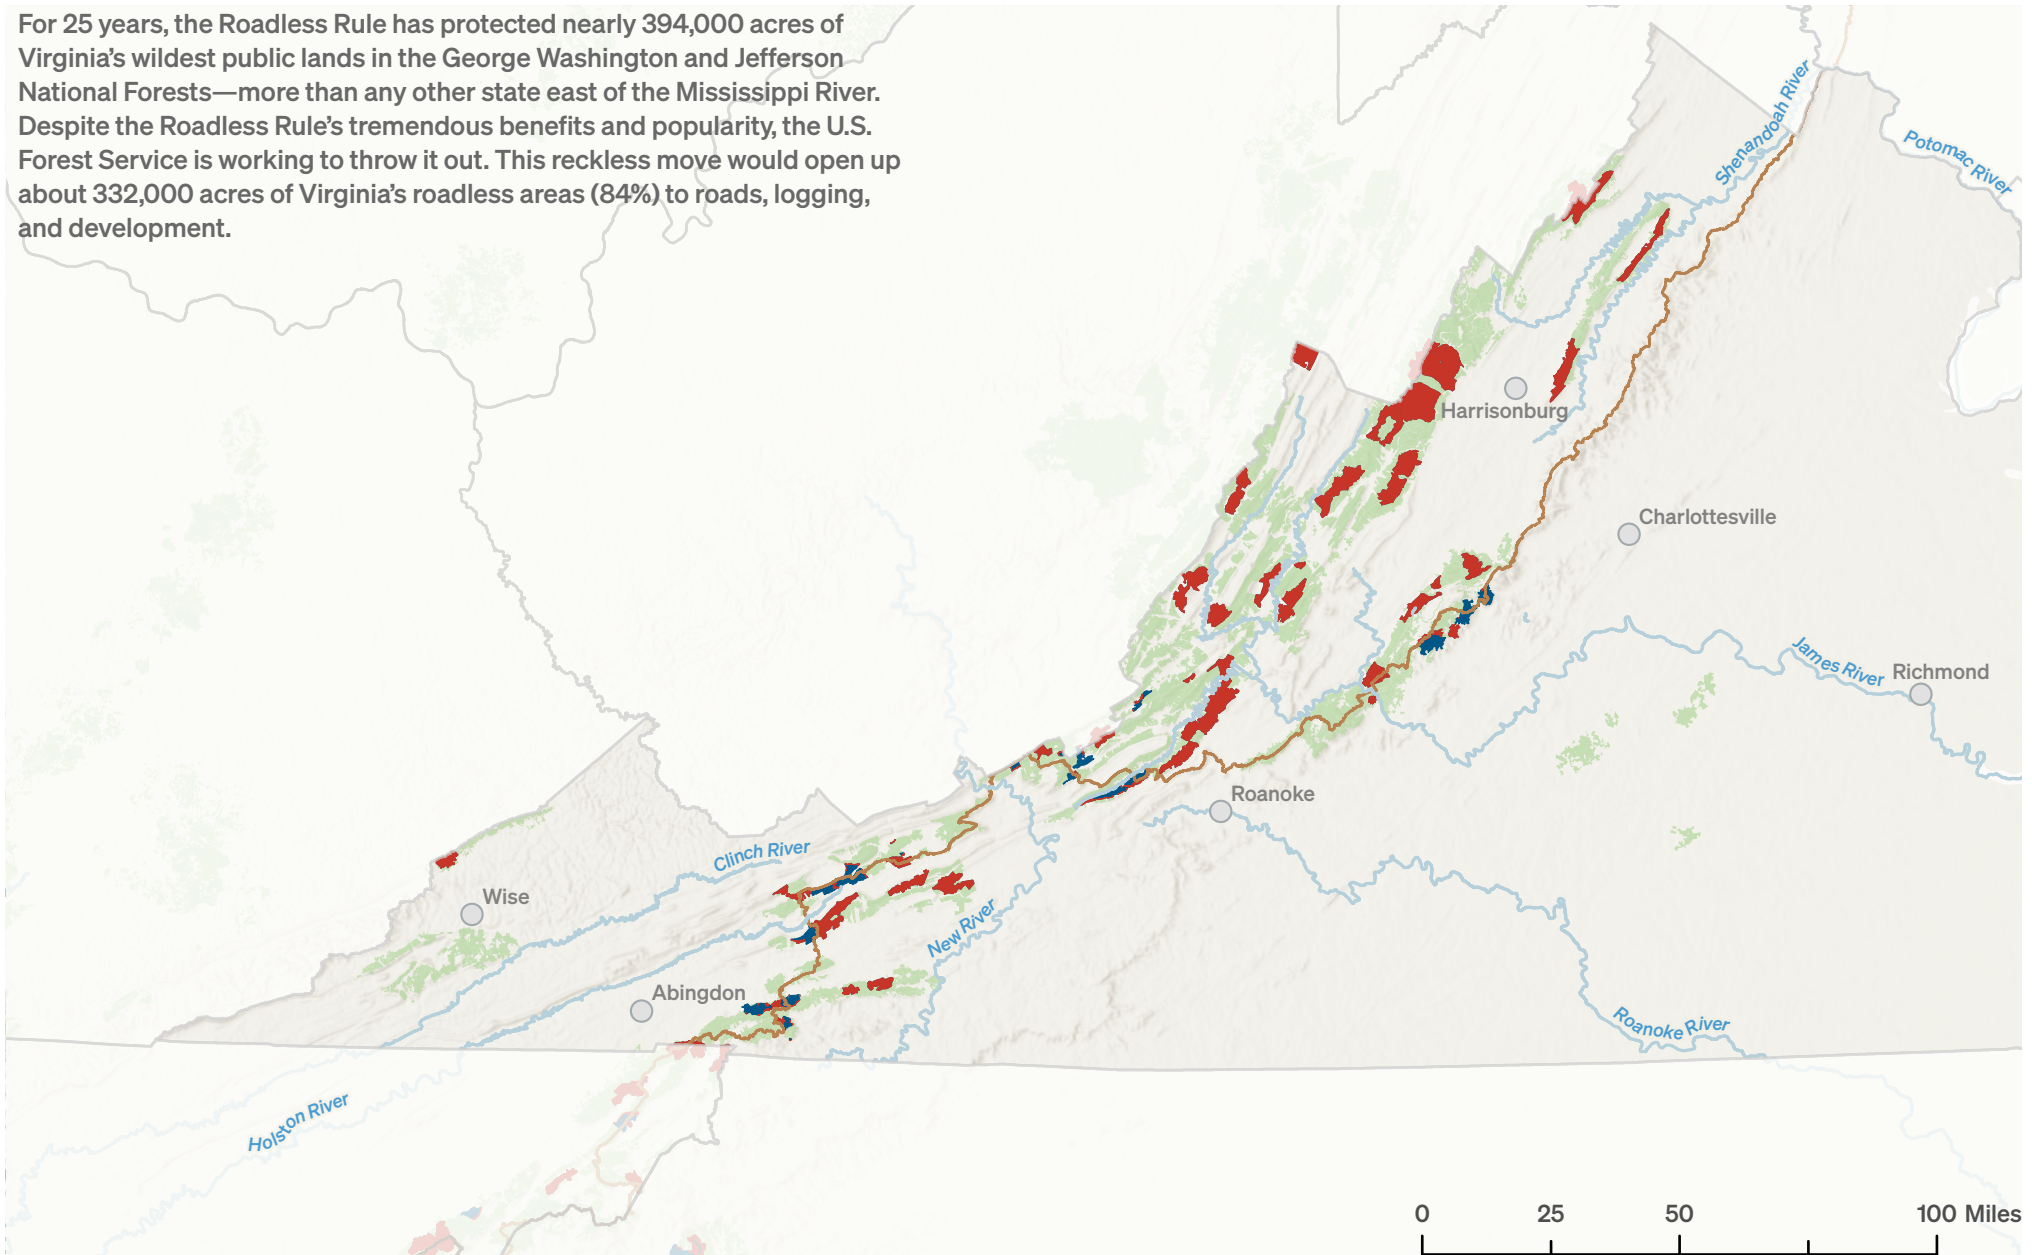 For 25 years, the Roadless Rule has protected nearly 394,000 acres of
Virginia’s wildest public lands in the George Washington and Jefferson
National Forests—more than any other state east of the Mississippi River.
Despite the Roadless Rule’s tremendous benefits and popularity, the U.S.
Forest Service is working to throw it out. This reckless move would open up
about 332,000 acres of Virginia’s roadless areas (84%) to roads, logging,
and development.
Shenandoah River
Potomac River
Harrisonburg
Charlottesville
James River
Richmond
Roanoke
Clinch River
Wise
New River
Abingdon
Roanoke River
Holston River
0 25 50 100 Miles